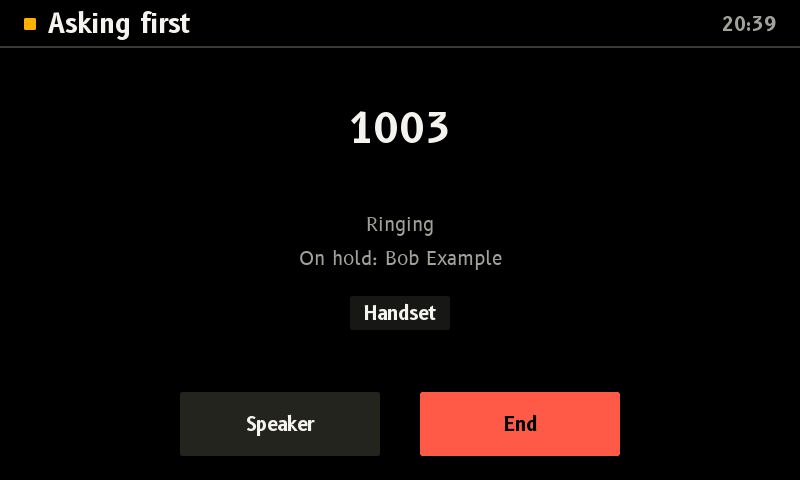 Asking first
20:39
1003
Ringing
On hold: Bob Example
Handset
Speaker
End